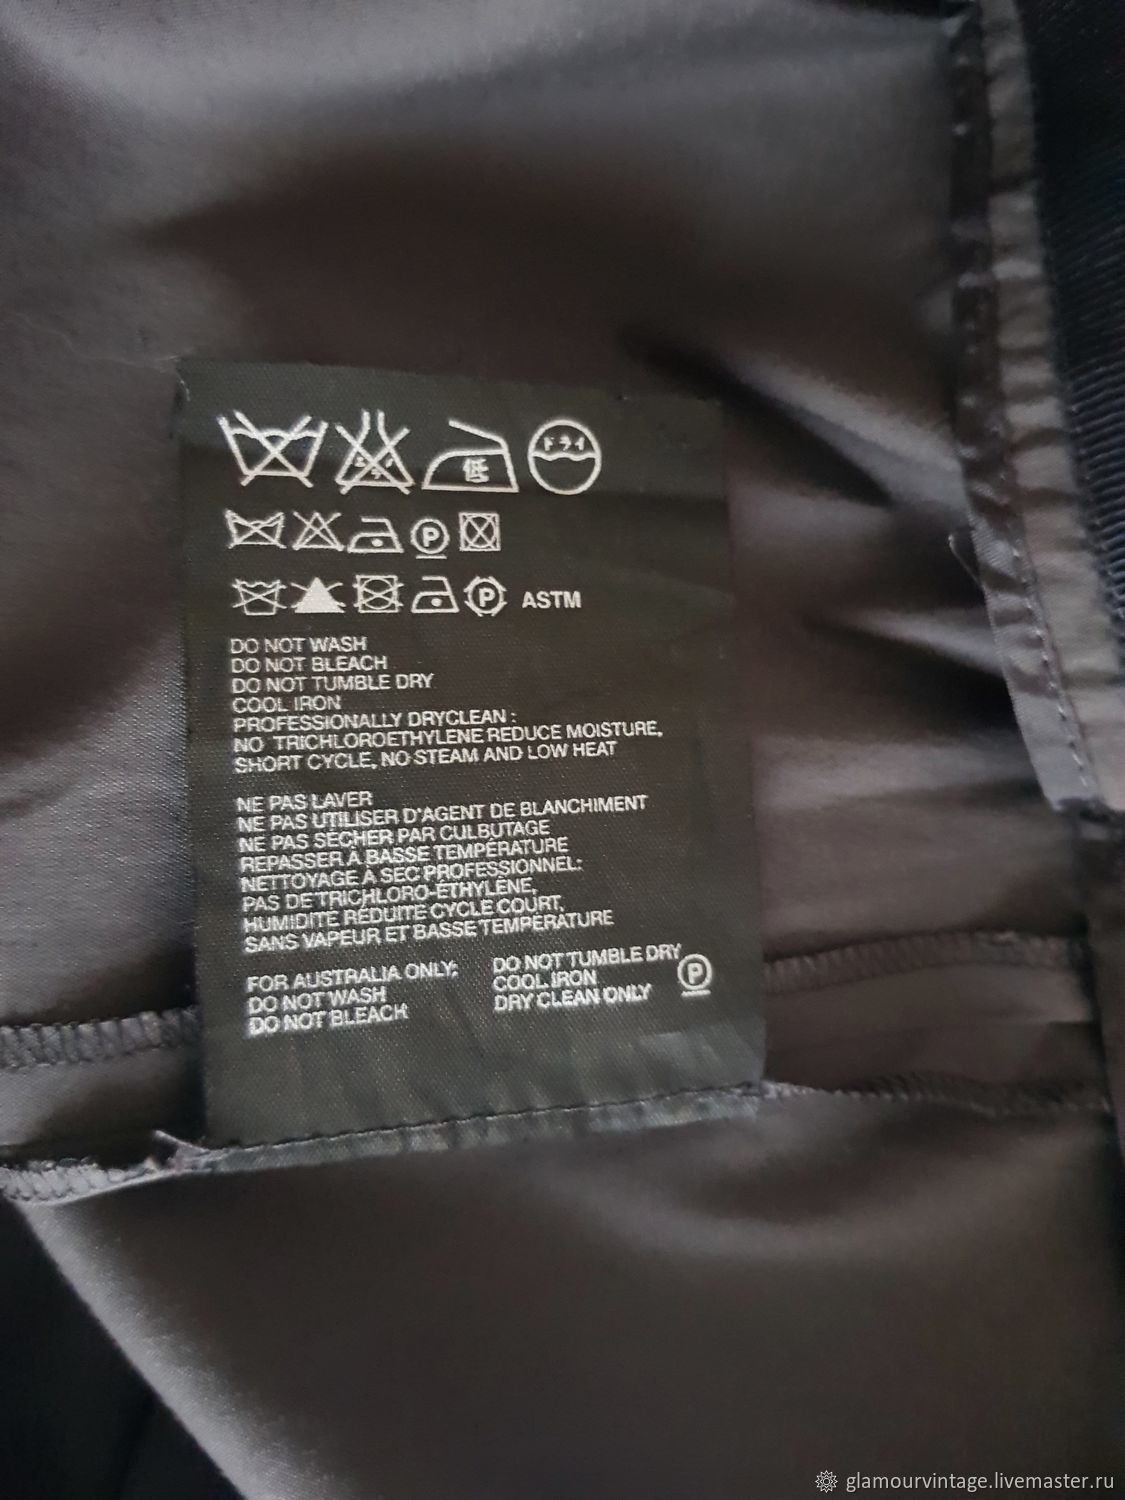 ドライ
低
P
P
ASTM
DO NOT WASH
DO NOT BLEACH
DO NOT TUMBLE DRY
COOL IRON
PROFESSIONALLY DRYCLEAN :
NO TRICHLOROETHYLENE REDUCE MOISTURE,
SHORT CYCLE, NO STEAM AND LOW HEAT
NE PAS LAVER
NE PAS UTILISER D'AGENT DE BLANCHIMENT
NE PAS SÉCHER PAR CULBUTAGE
REPASSER À BASSE TEMPÉRATURE
NETTOYAGE À SEC PROFESSIONNEL:
PAS DE TRICHLORO-ÉTHYLÈNE,
HUMIDITÉ RÉDUITE CYCLE COURT,
SANS VAPEUR ET BASSE TEMPÉRATURE
FOR AUSTRALIA ONLY:
DO NOT WASH
DO NOT BLEACH
DO NOT TUMBLE DRY
COOL IRON
DRY CLEAN ONLY
P
glamourvintage.livemaster.ru